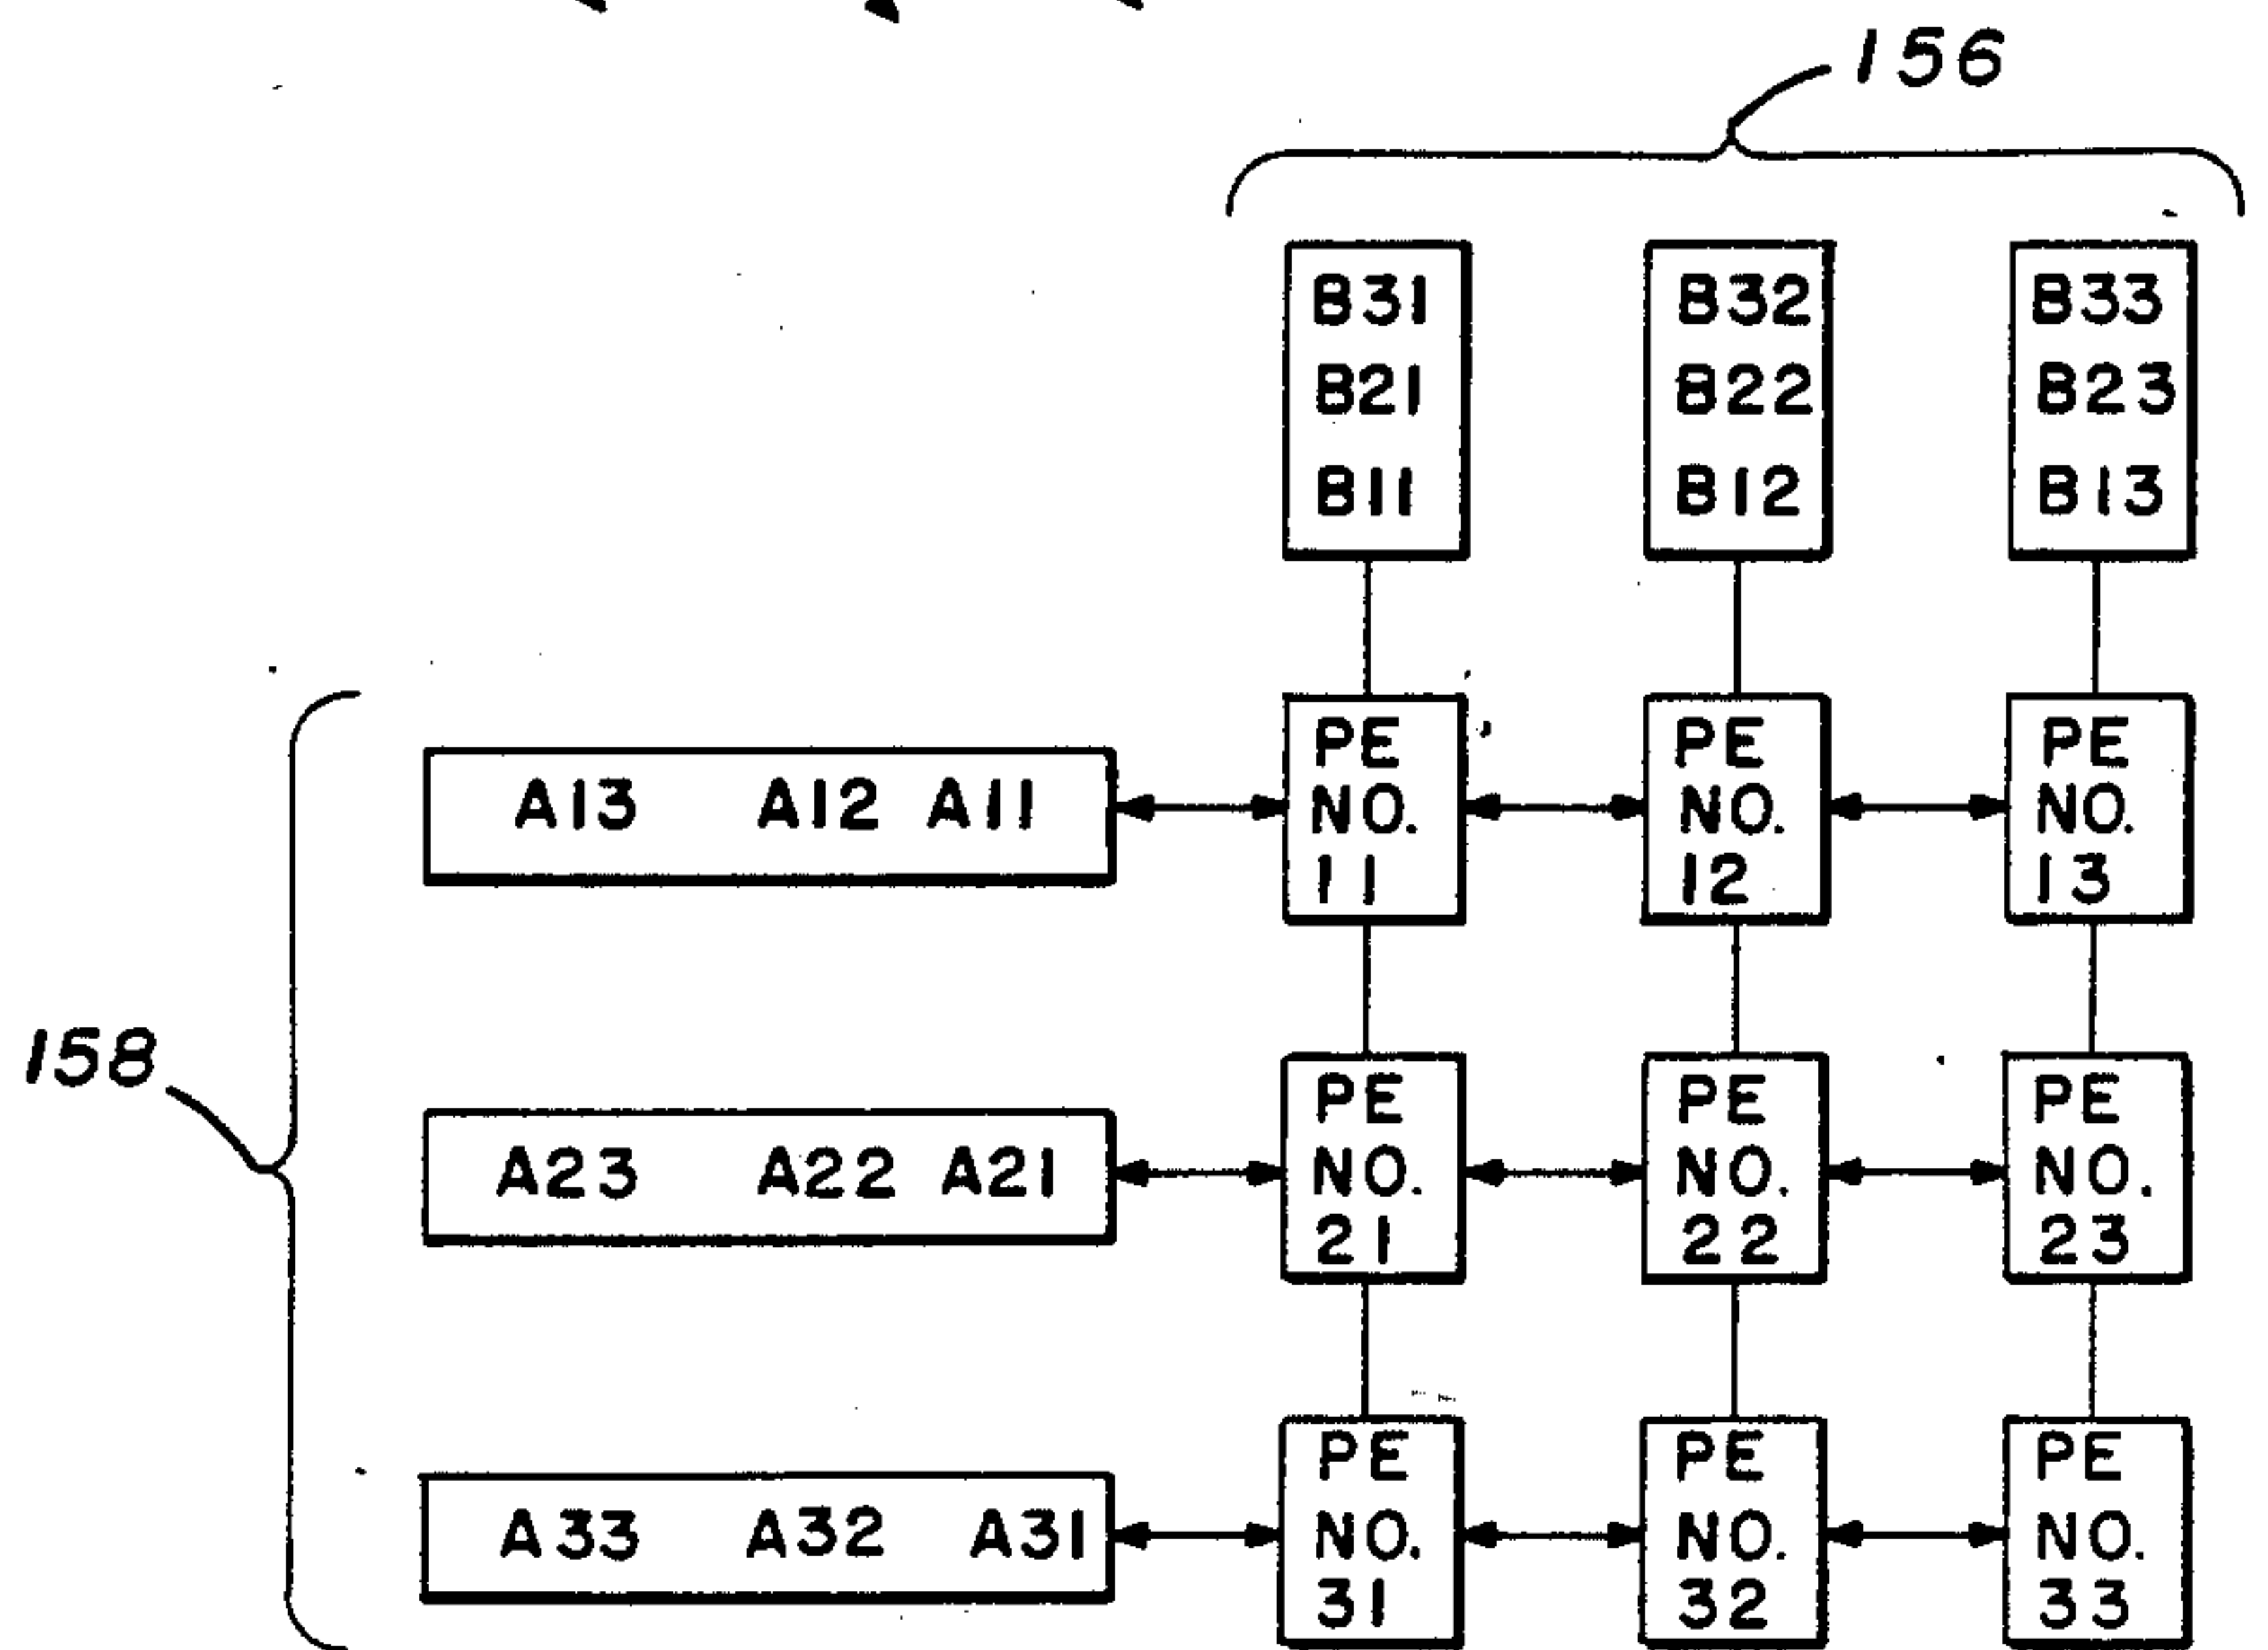 156
B31 B32 B33
B21 B22 B23
B11 B12 B13
PE PE PE
A13 A12 A11 NO. NO. NO.
11 12 13
158
PE PE PE
A23 A22 A21 NO. NO. NO.
21 22 23
PE PE PE
A33 A32 A31 NO. NO. NO.
31 32 33